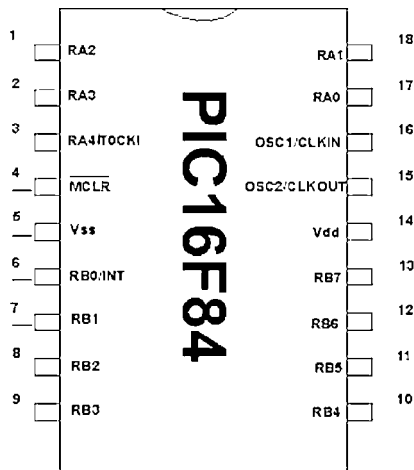 1 RA2 RA1 18
2 RA3 RA0 17
3 RA4/T0CKI OSC1/CLKIN 16
4 MCLR OSC2/CLKOUT 15
5 Vss Vdd 14
6 RB0/INT RB7 13
7 RB1 RB6 12
8 RB2 RB5 11
9 RB3 RB4 10
PIC16F84